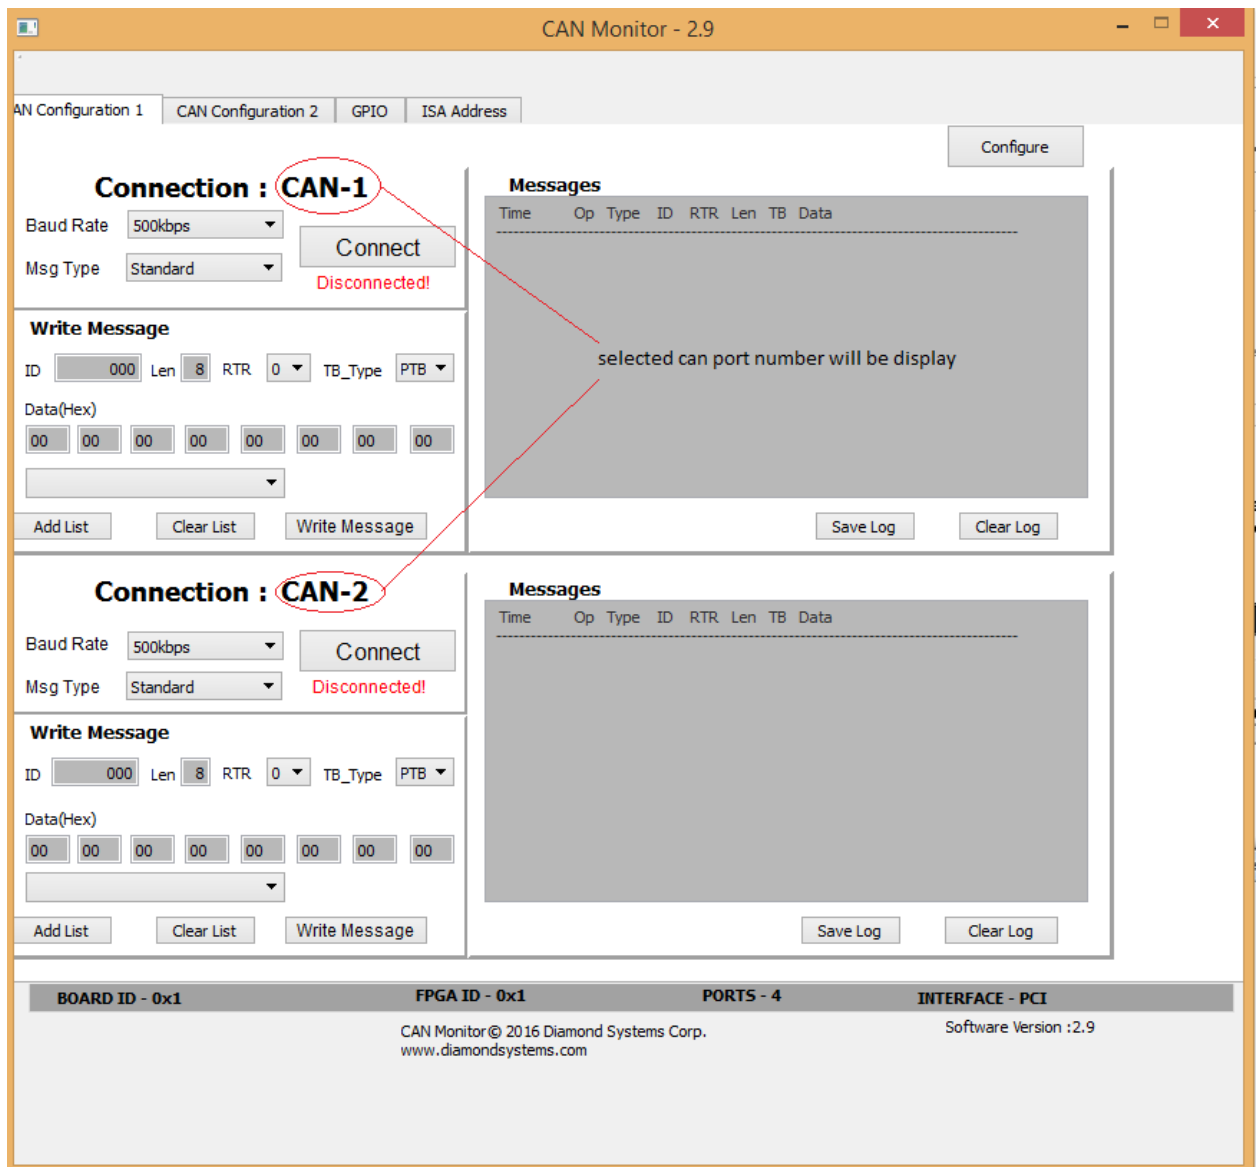 CAN Monitor - 2.9
AN Configuration 1 CAN Configuration 2 GPIO ISA Address
Configure
Connection : CAN-1
Baud Rate 500kbps
Connect
Msg Type Standard
Disconnected!
Messages
Time Op Type ID RTR Len TB Data
------------------------------------------------------------
selected can port number will be display
Write Message
ID 000 Len 8 RTR 0 TB_Type PTB
Data(Hex)
00 00 00 00 00 00 00 00
Add List Clear List Write Message
Save Log Clear Log
Connection : CAN-2
Baud Rate 500kbps
Connect
Msg Type Standard
Disconnected!
Messages
Time Op Type ID RTR Len TB Data
------------------------------------------------------------
Write Message
ID 000 Len 8 RTR 0 TB_Type PTB
Data(Hex)
00 00 00 00 00 00 00 00
Add List Clear List Write Message
Save Log Clear Log
BOARD ID - 0x1 FPGA ID - 0x1 PORTS - 4 INTERFACE - PCI
CAN Monitor© 2016 Diamond Systems Corp. Software Version :2.9
www.diamondsystems.com